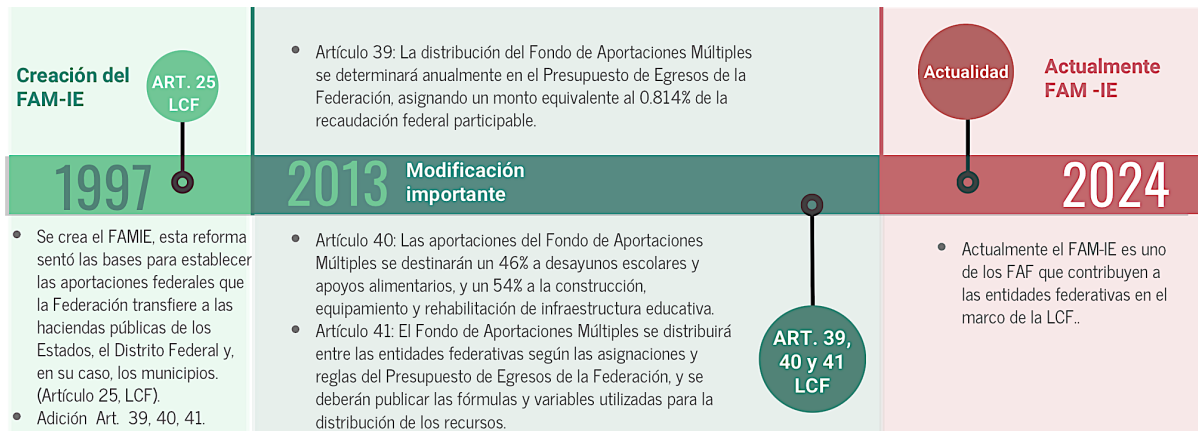 Creación del
FAM-IE
ART. 25
LCF
1997
• Se crea el FAMIE, esta reforma
sentó las bases para establecer
las aportaciones federales que
la Federación transfiere a las
haciendas públicas de los
Estados, el Distrito Federal y,
en su caso, los municipios.
(Artículo 25, LCF).
• Adición Art. 39, 40, 41.
• Artículo 39: La distribución del Fondo de Aportaciones Múltiples
se determinará anualmente en el Presupuesto de Egresos de la
Federación, asignando un monto equivalente al 0.814% de la
recaudación federal participable.
2013
Modificación
importante
• Artículo 40: Las aportaciones del Fondo de Aportaciones
Múltiples se destinarán un 46% a desayunos escolares y
apoyos alimentarios, y un 54% a la construcción,
equipamiento y rehabilitación de infraestructura educativa.
• Artículo 41: El Fondo de Aportaciones Múltiples se distribuirá
entre las entidades federativas según las asignaciones y
reglas del Presupuesto de Egresos de la Federación, y se
deberán publicar las fórmulas y variables utilizadas para la
distribución de los recursos.
ART. 39,
40 y 41
LCF
Actualidad
Actualmente
FAM -IE
2024
• Actualmente el FAM-IE es uno
de los FAF que contribuyen a
las entidades federativas en el
marco de la LCF..